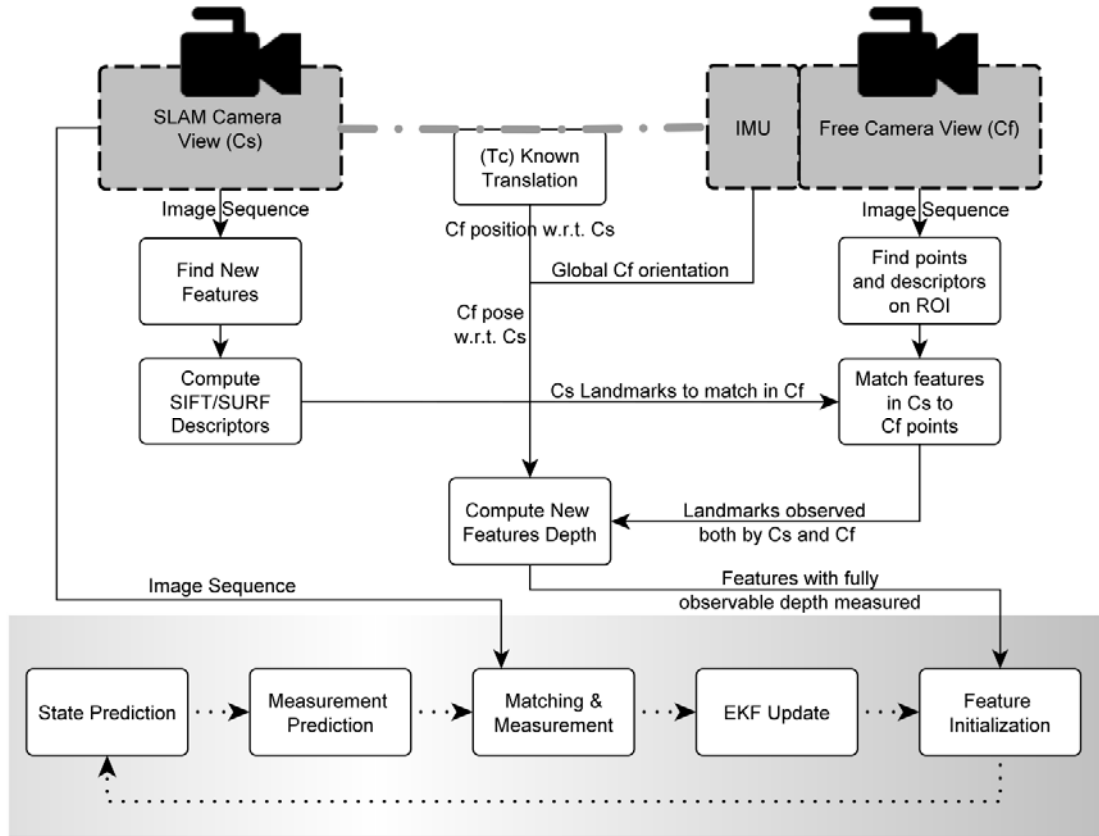 SLAM Camera
View (Cs)
IMU
Free Camera View (Cf)
(Tc) Known
Translation
Image Sequence
Cf position w.r.t. Cs
Image Sequence
Find New
Features
Global Cf orientation
Find points
and descriptors
on ROI
Cf pose
w.r.t. Cs
Compute
SIFT/SURF
Descriptors
Cs Landmarks to match in Cf
Match features
in Cs to
Cf points
Compute New
Features Depth
Landmarks observed
both by Cs and Cf
Image Sequence
Features with fully
observable depth measured
State Prediction
Measurement
Prediction
Matching &
Measurement
EKF Update
Feature
Initialization